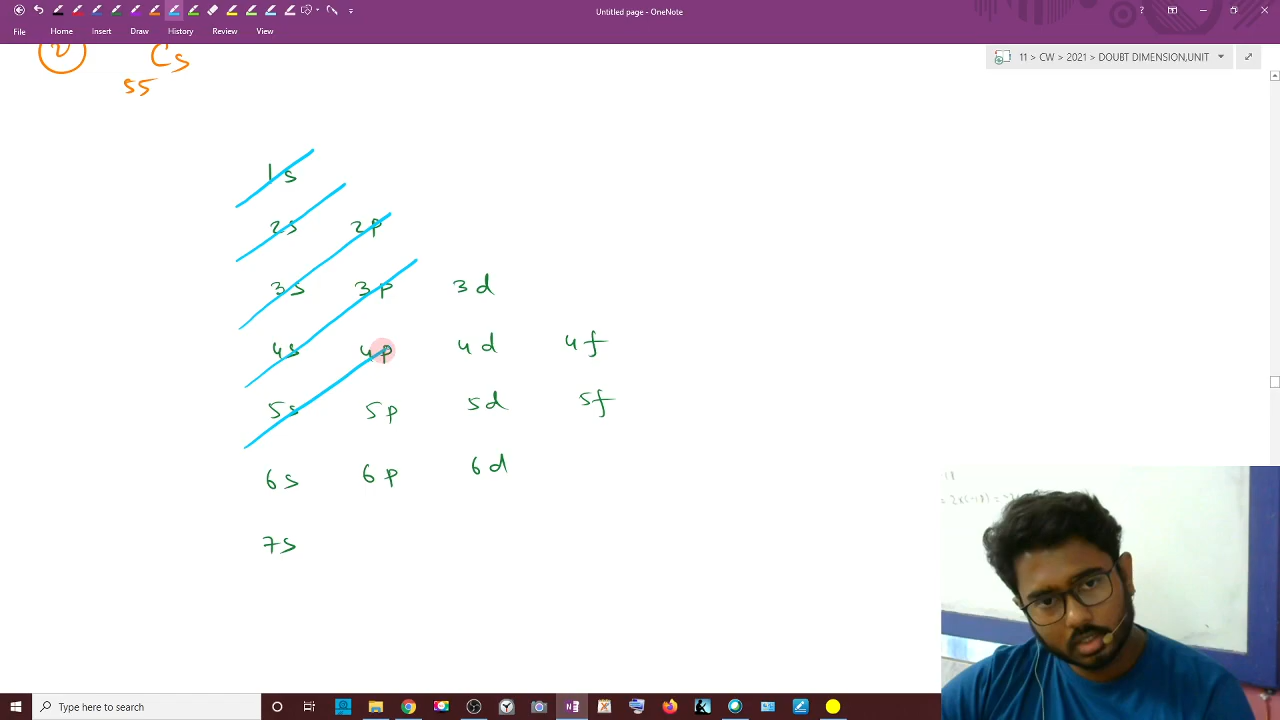 Untitled page - OneNote
File Home Insert Draw History Review View
11 > CW > 2021 > DOUBT DIMENSION,UNIT
2 Cs
55
1s
2s 2p
3s 3p 3d
4s 4p 4d 4f
5s 5p 5d 5f
6s 6p 6d
7s
Type here to search